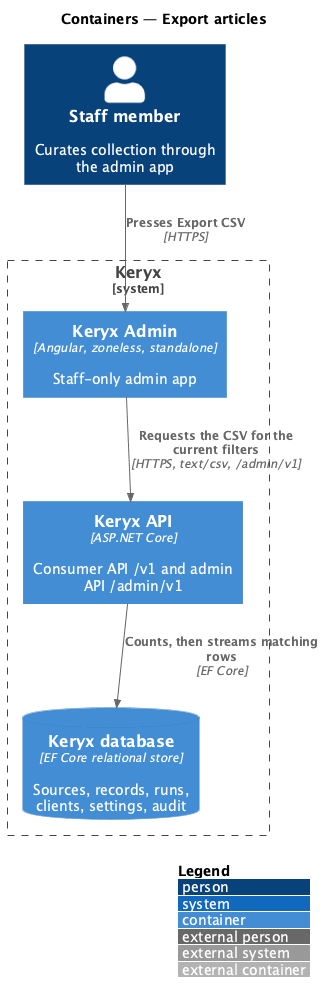 Containers — Export articles
Staff member
Curates collection through
the admin app
Presses Export CSV
[HTTPS]
Keryx
[system]
Keryx Admin
[Angular, zoneless, standalone]
Staff-only admin app
Requests the CSV for the
current filters
[HTTPS, text/csv, /admin/v1]
Keryx API
[ASP.NET Core]
Consumer API /v1 and admin
API /admin/v1
Counts, then streams matching
rows
[EF Core]
Keryx database
[EF Core relational store]
Sources, records, runs,
clients, settings, audit
Legend
person
system
container
external person
external system
external container